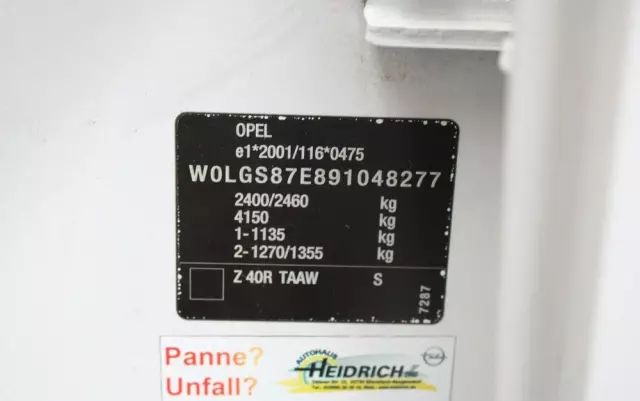 OPEL
e1*2001/116*0475
W0LGS87E891048277
2400/2460 kg
4150 kg
1-1135 kg
2-1270/1355 kg
Z 40R TAAW S
7287
Panne?
Unfall?
AUTOHAUS
HEIDRICH